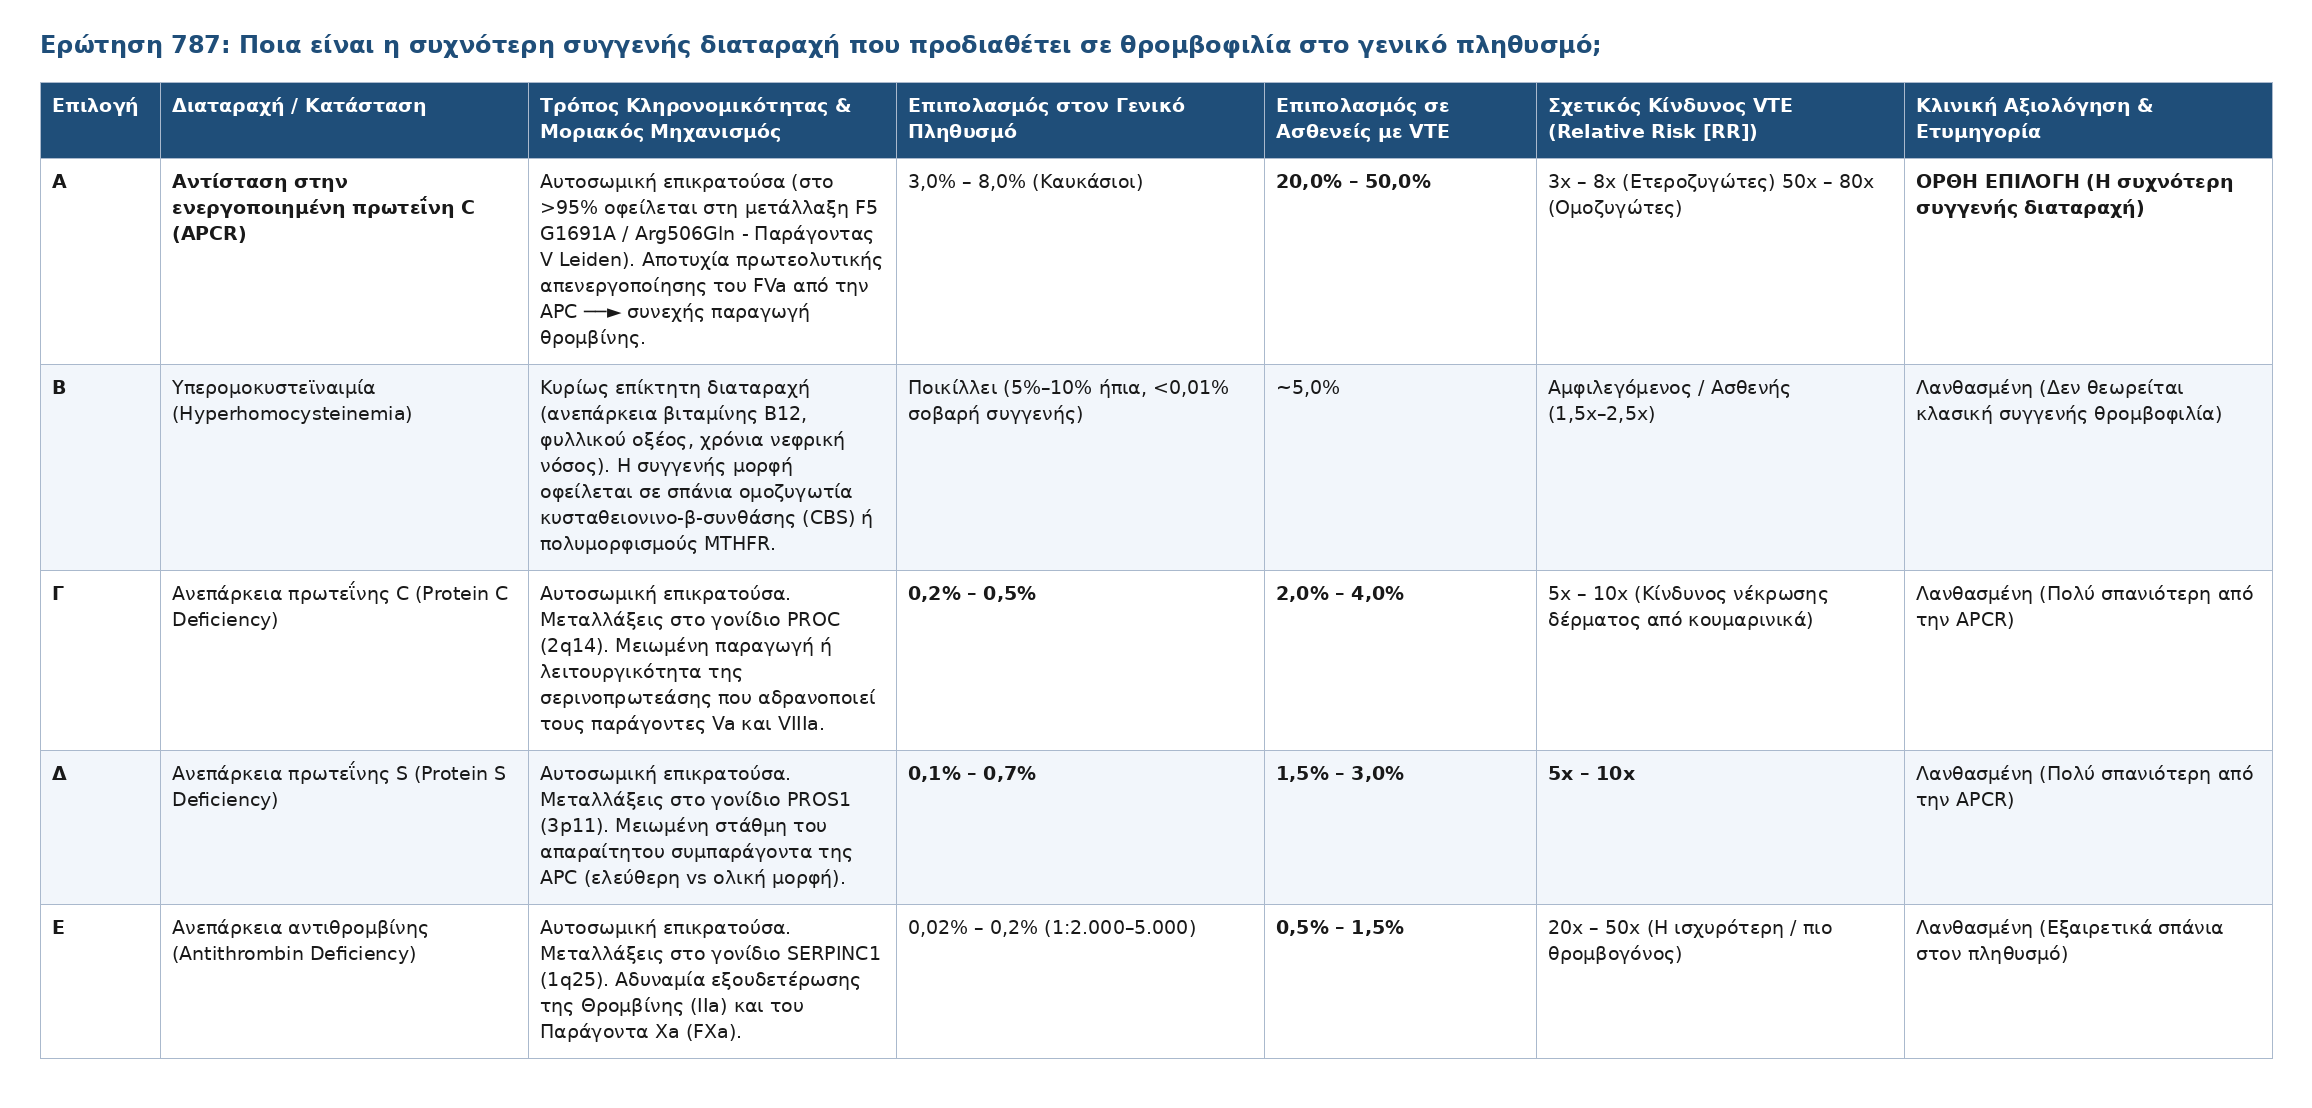 Ερώτηση 787: Ποια είναι η συχνότερη συγγενής διαταραχή που προδιαθέτει σε θρομβοφιλία στο γενικό πληθυσμό;
Επιλογή
Διαταραχή / Κατάσταση
Τρόπος Κληρονομικότητας &
Μοριακός Μηχανισμός
Επιπολασμός στον Γενικό
Πληθυσμό
Επιπολασμός σε
Ασθενείς με VTE
Σχετικός Κίνδυνος VTE
(Relative Risk [RR])
Κλινική Αξιολόγηση &
Ετυμηγορία
Α
Αντίσταση στην
ενεργοποιημένη πρωτεΐνη C
(APCR)
Αυτοσωμική επικρατούσα (στο
>95% οφείλεται στη μετάλλαξη F5
G1691A / Arg506Gln - Παράγοντας
V Leiden). Αποτυχία πρωτεολυτικής
απενεργοποίησης του FVa από την
APC ──► συνεχής παραγωγή
θρομβίνης.
3,0% – 8,0% (Καυκάσιοι)
20,0% – 50,0%
3x – 8x (Ετεροζυγώτες) 50x – 80x
(Ομοζυγώτες)
ΟΡΘΗ ΕΠΙΛΟΓΗ (Η συχνότερη
συγγενής διαταραχή)
Β
Υπερομοκυστεϊναιμία
(Hyperhomocysteinemia)
Κυρίως επίκτητη διαταραχή
(ανεπάρκεια βιταμίνης Β12,
φυλλικού οξέος, χρόνια νεφρική
νόσος). Η συγγενής μορφή
οφείλεται σε σπάνια ομοζυγωτία
κυσταθειονινο-β-συνθάσης (CBS) ή
πολυμορφισμούς MTHFR.
Ποικίλλει (5%–10% ήπια, <0,01%
σοβαρή συγγενής)
~5,0%
Αμφιλεγόμενος / Ασθενής
(1,5x–2,5x)
Λανθασμένη (Δεν θεωρείται
κλασική συγγενής θρομβοφιλία)
Γ
Ανεπάρκεια πρωτεΐνης C (Protein C
Deficiency)
Αυτοσωμική επικρατούσα.
Μεταλλάξεις στο γονίδιο PROC
(2q14). Μειωμένη παραγωγή ή
λειτουργικότητα της
σερινοπρωτεάσης που αδρανοποιεί
τους παράγοντες Va και VIIIa.
0,2% – 0,5%
2,0% – 4,0%
5x – 10x (Κίνδυνος νέκρωσης
δέρματος από κουμαρινικά)
Λανθασμένη (Πολύ σπανιότερη από
την APCR)
Δ
Ανεπάρκεια πρωτεΐνης S (Protein S
Deficiency)
Αυτοσωμική επικρατούσα.
Μεταλλάξεις στο γονίδιο PROS1
(3p11). Μειωμένη στάθμη του
απαραίτητου συμπαράγοντα της
APC (ελεύθερη vs ολική μορφή).
0,1% – 0,7%
1,5% – 3,0%
5x – 10x
Λανθασμένη (Πολύ σπανιότερη από
την APCR)
Ε
Ανεπάρκεια αντιθρομβίνης
(Antithrombin Deficiency)
Αυτοσωμική επικρατούσα.
Μεταλλάξεις στο γονίδιο SERPINC1
(1q25). Αδυναμία εξουδετέρωσης
της Θρομβίνης (IIa) και του
Παράγοντα Xa (FXa).
0,02% – 0,2% (1:2.000–5.000)
0,5% – 1,5%
20x – 50x (Η ισχυρότερη / πιο
θρομβογόνος)
Λανθασμένη (Εξαιρετικά σπάνια
στον πληθυσμό)